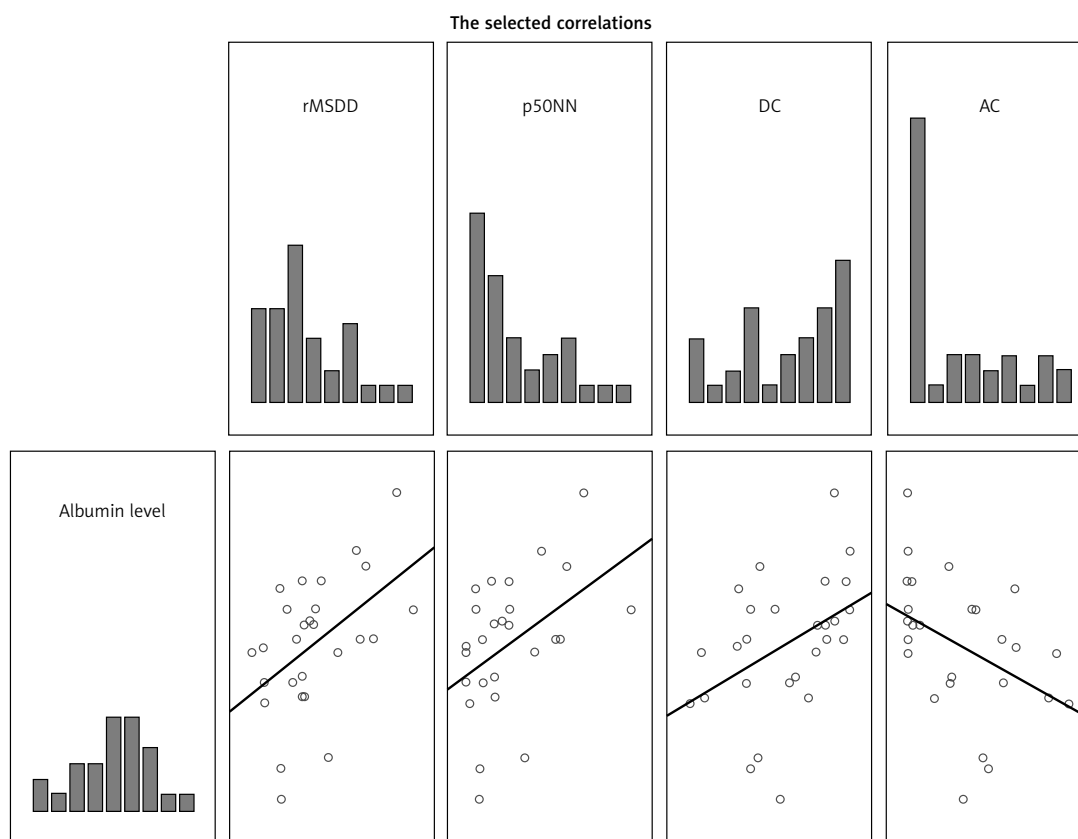 The selected correlations
rMSDD
p50NN
DC
AC
Albumin level